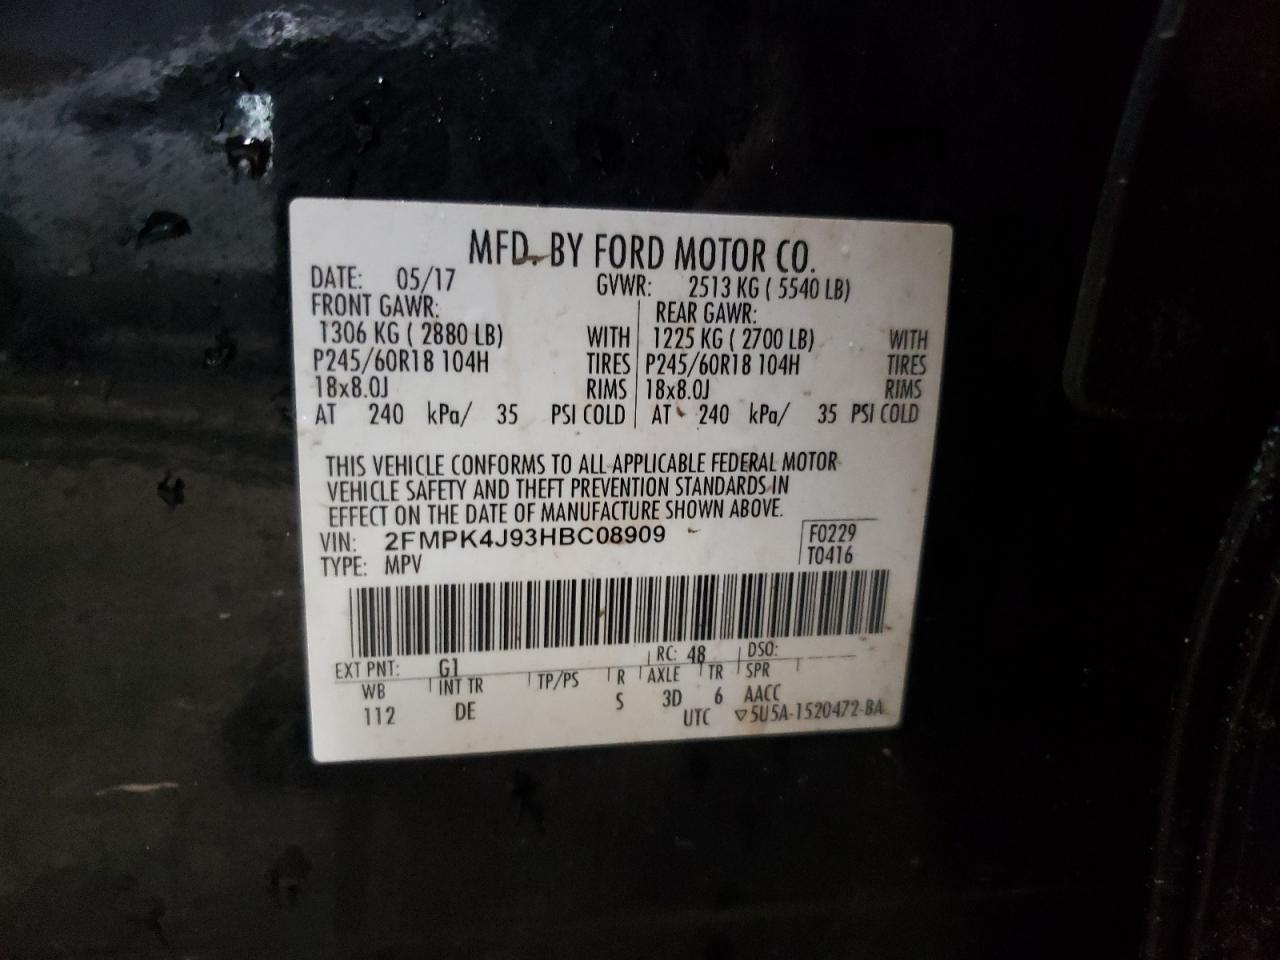 MFD. BY FORD MOTOR CO.
DATE: 05/17 GVWR: 2513 KG ( 5540 LB)
FRONT GAWR: REAR GAWR:
1306 KG ( 2880 LB) WITH 1225 KG ( 2700 LB) WITH
P245/60R18 104H TIRES P245/60R18 104H TIRES
18x8.0J RIMS 18x8.0J RIMS
AT 240 kPa/ 35 PSI COLD AT 240 kPa/ 35 PSI COLD
THIS VEHICLE CONFORMS TO ALL APPLICABLE FEDERAL MOTOR
VEHICLE SAFETY AND THEFT PREVENTION STANDARDS IN
EFFECT ON THE DATE OF MANUFACTURE SHOWN ABOVE.
VIN: 2FMPK4J93HBC08909 F0229
TYPE: MPV T0416
EXT PNT: G1 RC: 48 DSO:
WB INT TR TP/PS R AXLE TR SPR
112 DE S 3D 6 AACC
UTC ▽5U5A-1520472-BA